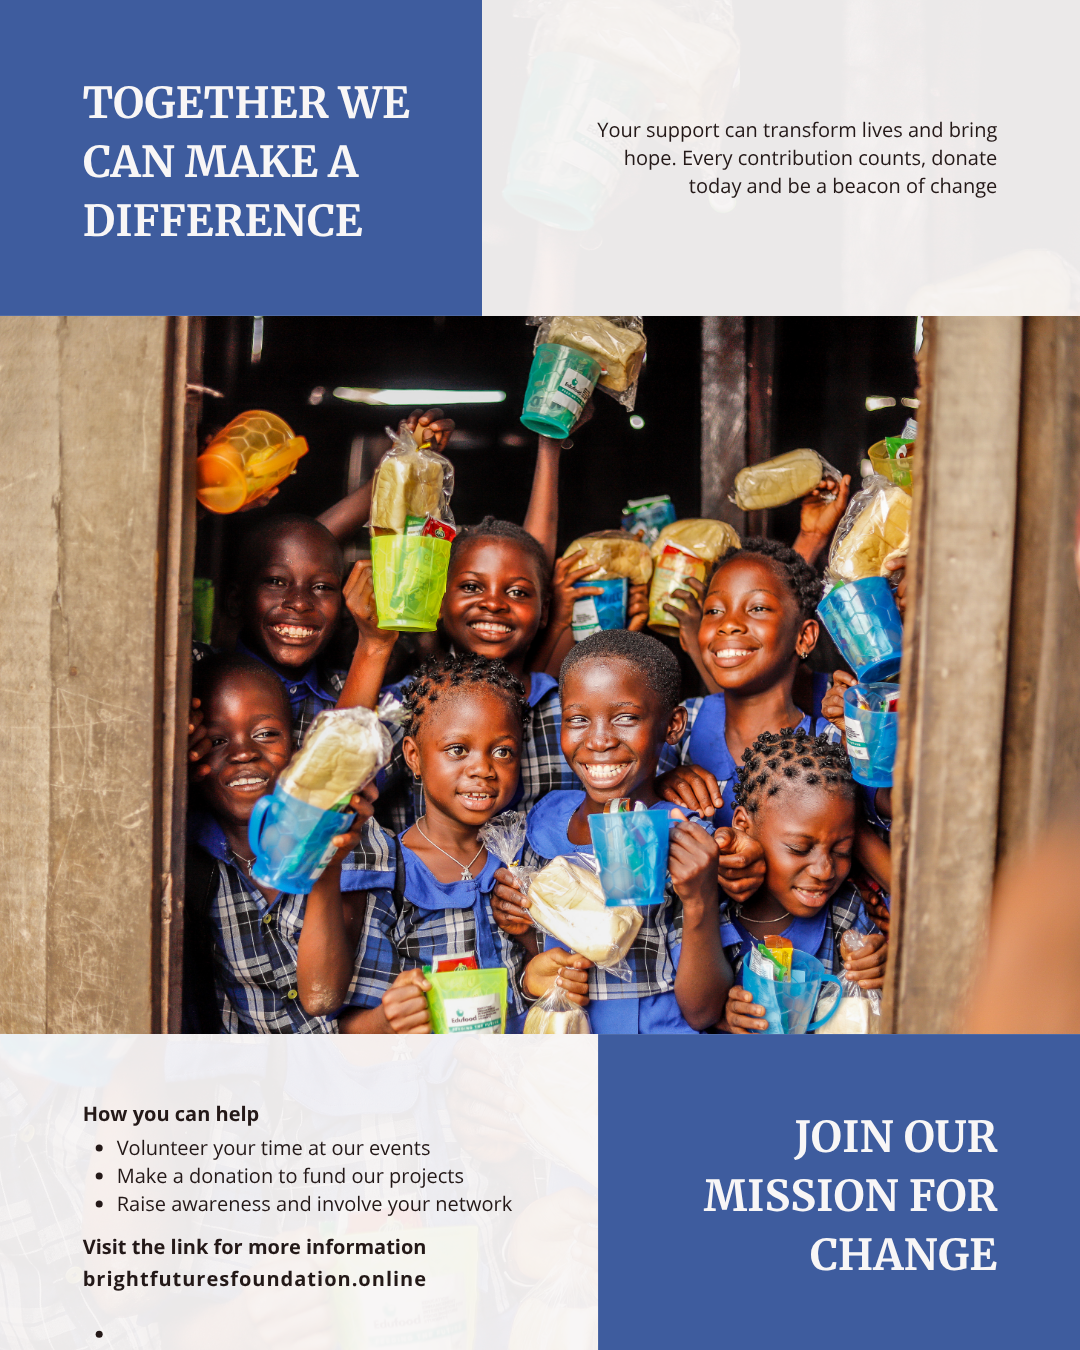 TOGETHER WE
CAN MAKE A
DIFFERENCE
Your support can transform lives and bring
hope. Every contribution counts, donate
today and be a beacon of change
Edufood
How you can help
• Volunteer your time at our events
• Make a donation to fund our projects
• Raise awareness and involve your network
Visit the link for more information
brightfuturesfoundation.online
•
JOIN OUR
MISSION FOR
CHANGE